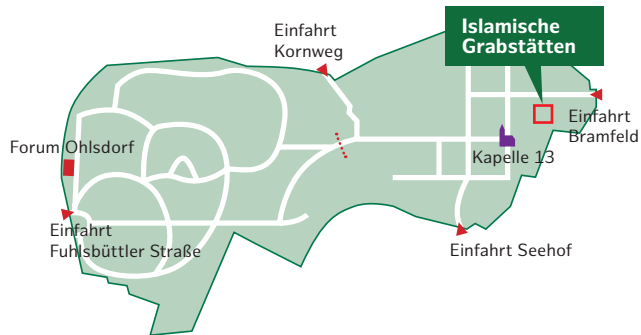 Islamische
Grabstätten
Einfahrt
Kornweg
Einfahrt
Bramfeld
Forum Ohlsdorf
Kapelle 13
Einfahrt
Fuhlsbüttler Straße
Einfahrt Seehof